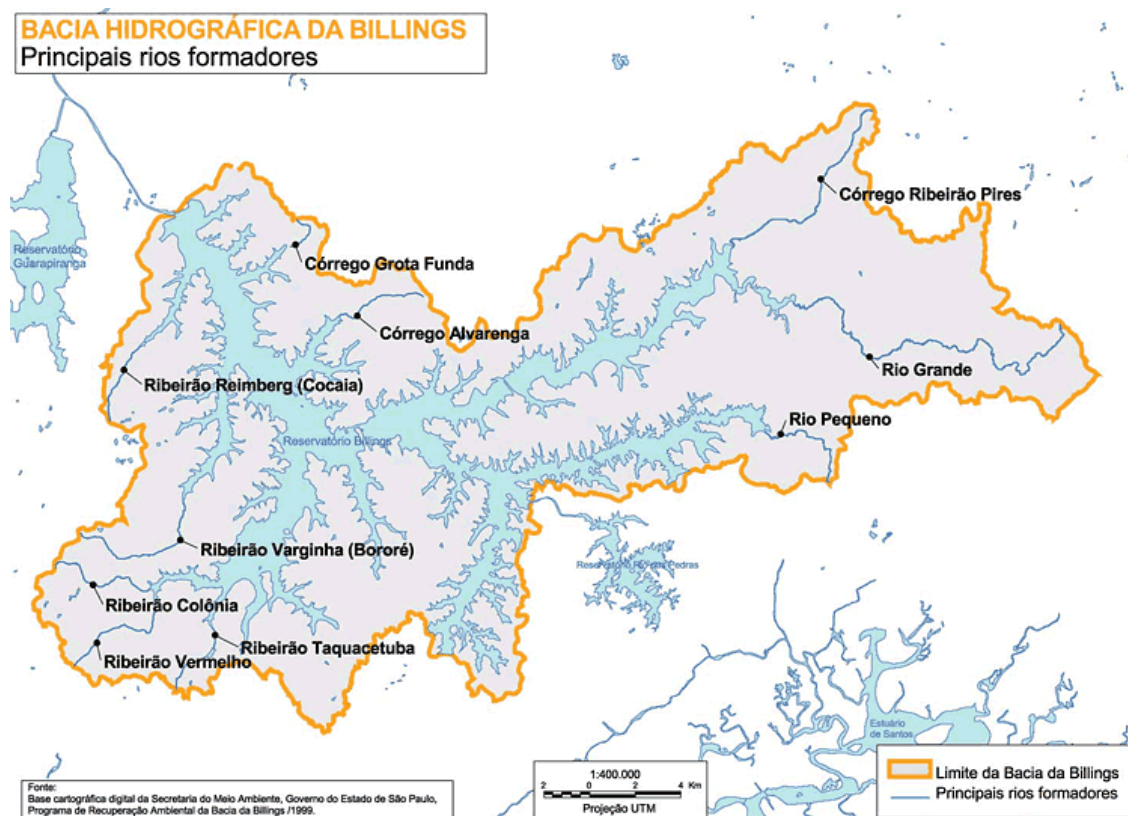 BACIA HIDROGRÁFICA DA BILLINGS
Principais rios formadores
Córrego Ribeirão Pires
Reservatório
Guarapiranga
Córrego Grota Funda
Córrego Alvarenga
Rio Grande
Ribeirão Reimberg (Cocaia)
Rio Pequeno
Reservatório Billings
Ribeirão Varginha (Bororé)
Reservatório Rio das Pedras
Ribeirão Colônia
Ribeirão Taquacetuba
Ribeirão Vermelho
Estuário
de Santos
Limite da Bacia da Billings
Principais rios formadores
1:400.000
2 0 2 4 Km
Projeção UTM
Fonte:
Base cartográfica digital da Secretaria do Meio Ambiente, Governo do Estado de São Paulo,
Programa de Recuperação Ambiental da Bacia da Billings /1999.